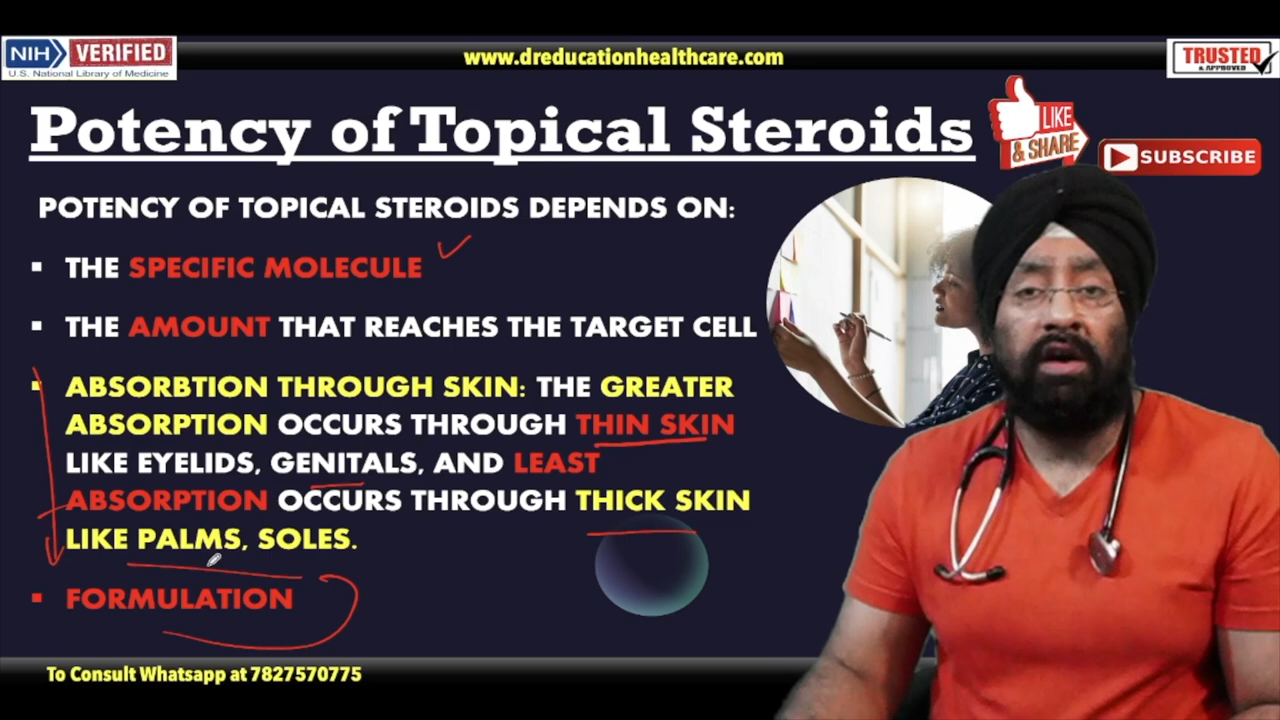 NIH VERIFIED
U.S. National Library of Medicine
www.dreducationhealthcare.com
TRUSTED
& APPROVED
Potency of Topical Steroids
LIKE
& SHARE
SUBSCRIBE
POTENCY OF TOPICAL STEROIDS DEPENDS ON:
▪ THE SPECIFIC MOLECULE
▪ THE AMOUNT THAT REACHES THE TARGET CELL
▪ ABSORBTION THROUGH SKIN: THE GREATER
ABSORPTION OCCURS THROUGH THIN SKIN
LIKE EYELIDS, GENITALS, AND LEAST
ABSORPTION OCCURS THROUGH THICK SKIN
LIKE PALMS, SOLES.
▪ FORMULATION
To Consult Whatsapp at 7827570775